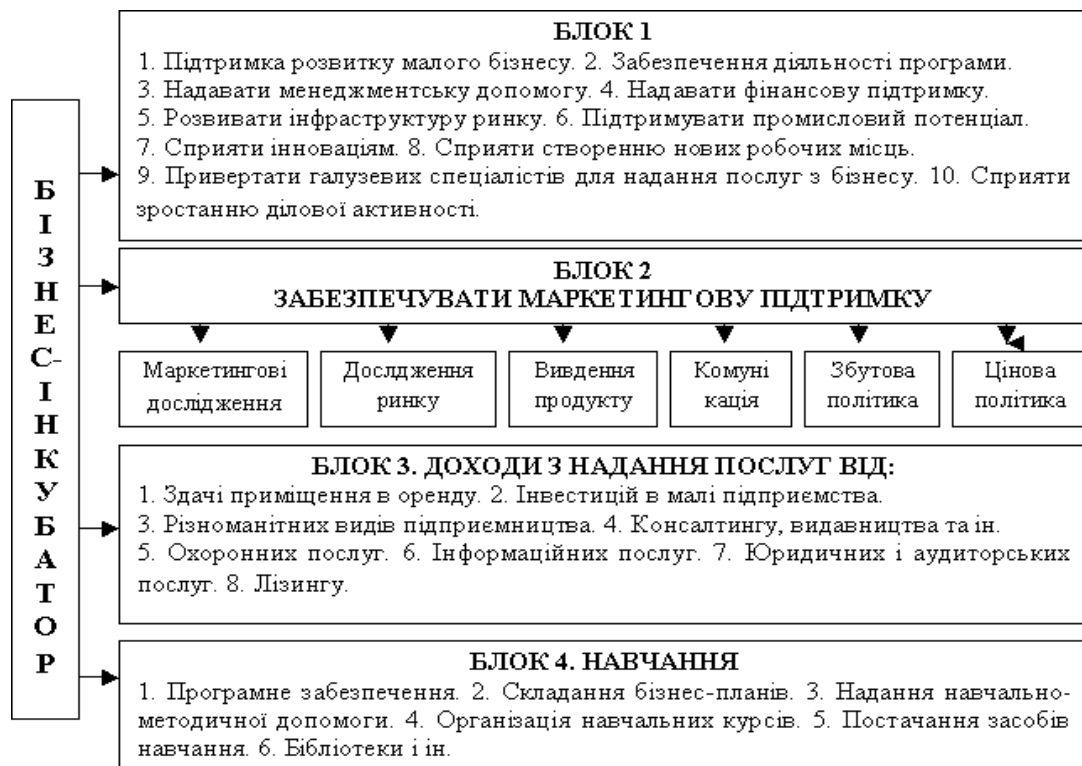 БІЗНЕС-ІНКУБАТОР
БЛОК 1
1. Підтримка розвитку малого бізнесу. 2. Забезпечення діяльності програми.
3. Надавати менеджментську допомогу. 4. Надавати фінансову підтримку.
5. Розвивати інфраструктуру ринку. 6. Підтримувати промисловий потенціал.
7. Сприяти інноваціям. 8. Сприяти створенню нових робочих місць.
9. Привертати галузевих спеціалістів для надання послуг з бізнесу. 10. Сприяти
зростанню ділової активності.
БЛОК 2
ЗАБЕЗПЕЧУВАТИ МАРКЕТИНГОВУ ПІДТРИМКУ
Маркетингові
дослідження
Дослдження
ринку
Вивдення
продукту
Комуні
кація
Збутова
політика
Цінова
політика
БЛОК 3. ДОХОДИ З НАДАННЯ ПОСЛУГ ВІД:
1. Здачі приміщення в оренду. 2. Інвестицій в малі підприємства.
3. Різноманітних видів підприємництва. 4. Консалтингу, видавництва та ін.
5. Охоронних послуг. 6. Інформаційних послуг. 7. Юридичних і аудиторських
послуг. 8. Лізингу.
БЛОК 4. НАВЧАННЯ
1. Програмне забезпечення. 2. Складання бізнес-планів. 3. Надання навчально-
методичної допомоги. 4. Організація навчальних курсів. 5. Постачання засобів
навчання. 6. Бібліотеки і ін.